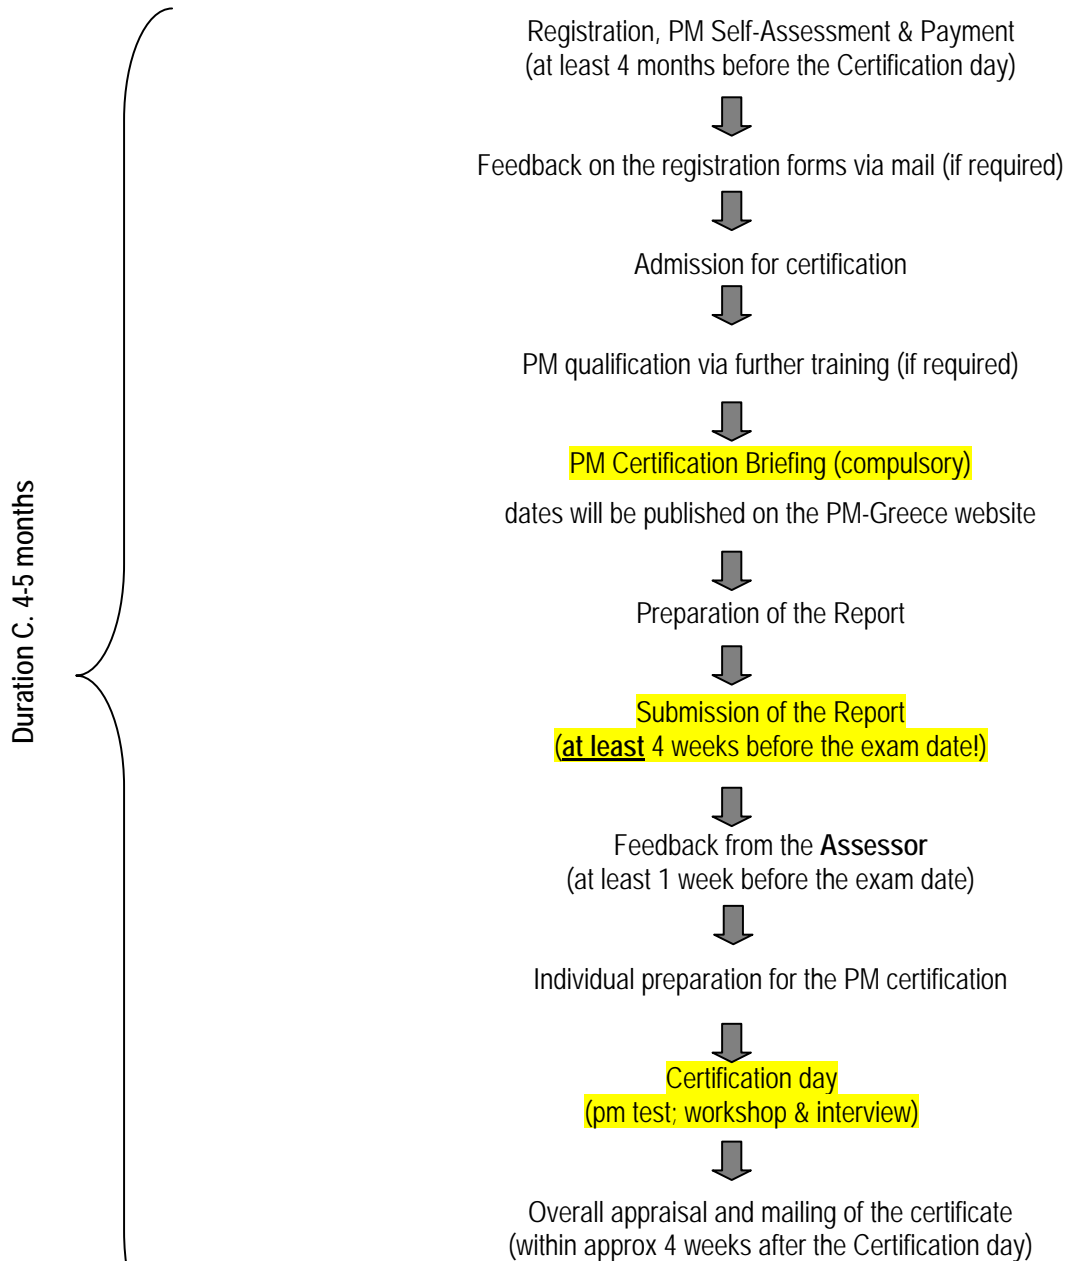 Registration, PM Self-Assessment & Payment
(at least 4 months before the Certification day)
Feedback on the registration forms via mail (if required)
Admission for certification
PM qualification via further training (if required)
PM Certification Briefing (compulsory)
dates will be published on the PM-Greece website
Duration C. 4-5 months
Preparation of the Report
Submission of the Report
(at least 4 weeks before the exam date!)
Feedback from the Assessor
(at least 1 week before the exam date)
Individual preparation for the PM certification
Certification day
(pm test; workshop & interview)
Overall appraisal and mailing of the certificate
(within approx 4 weeks after the Certification day)